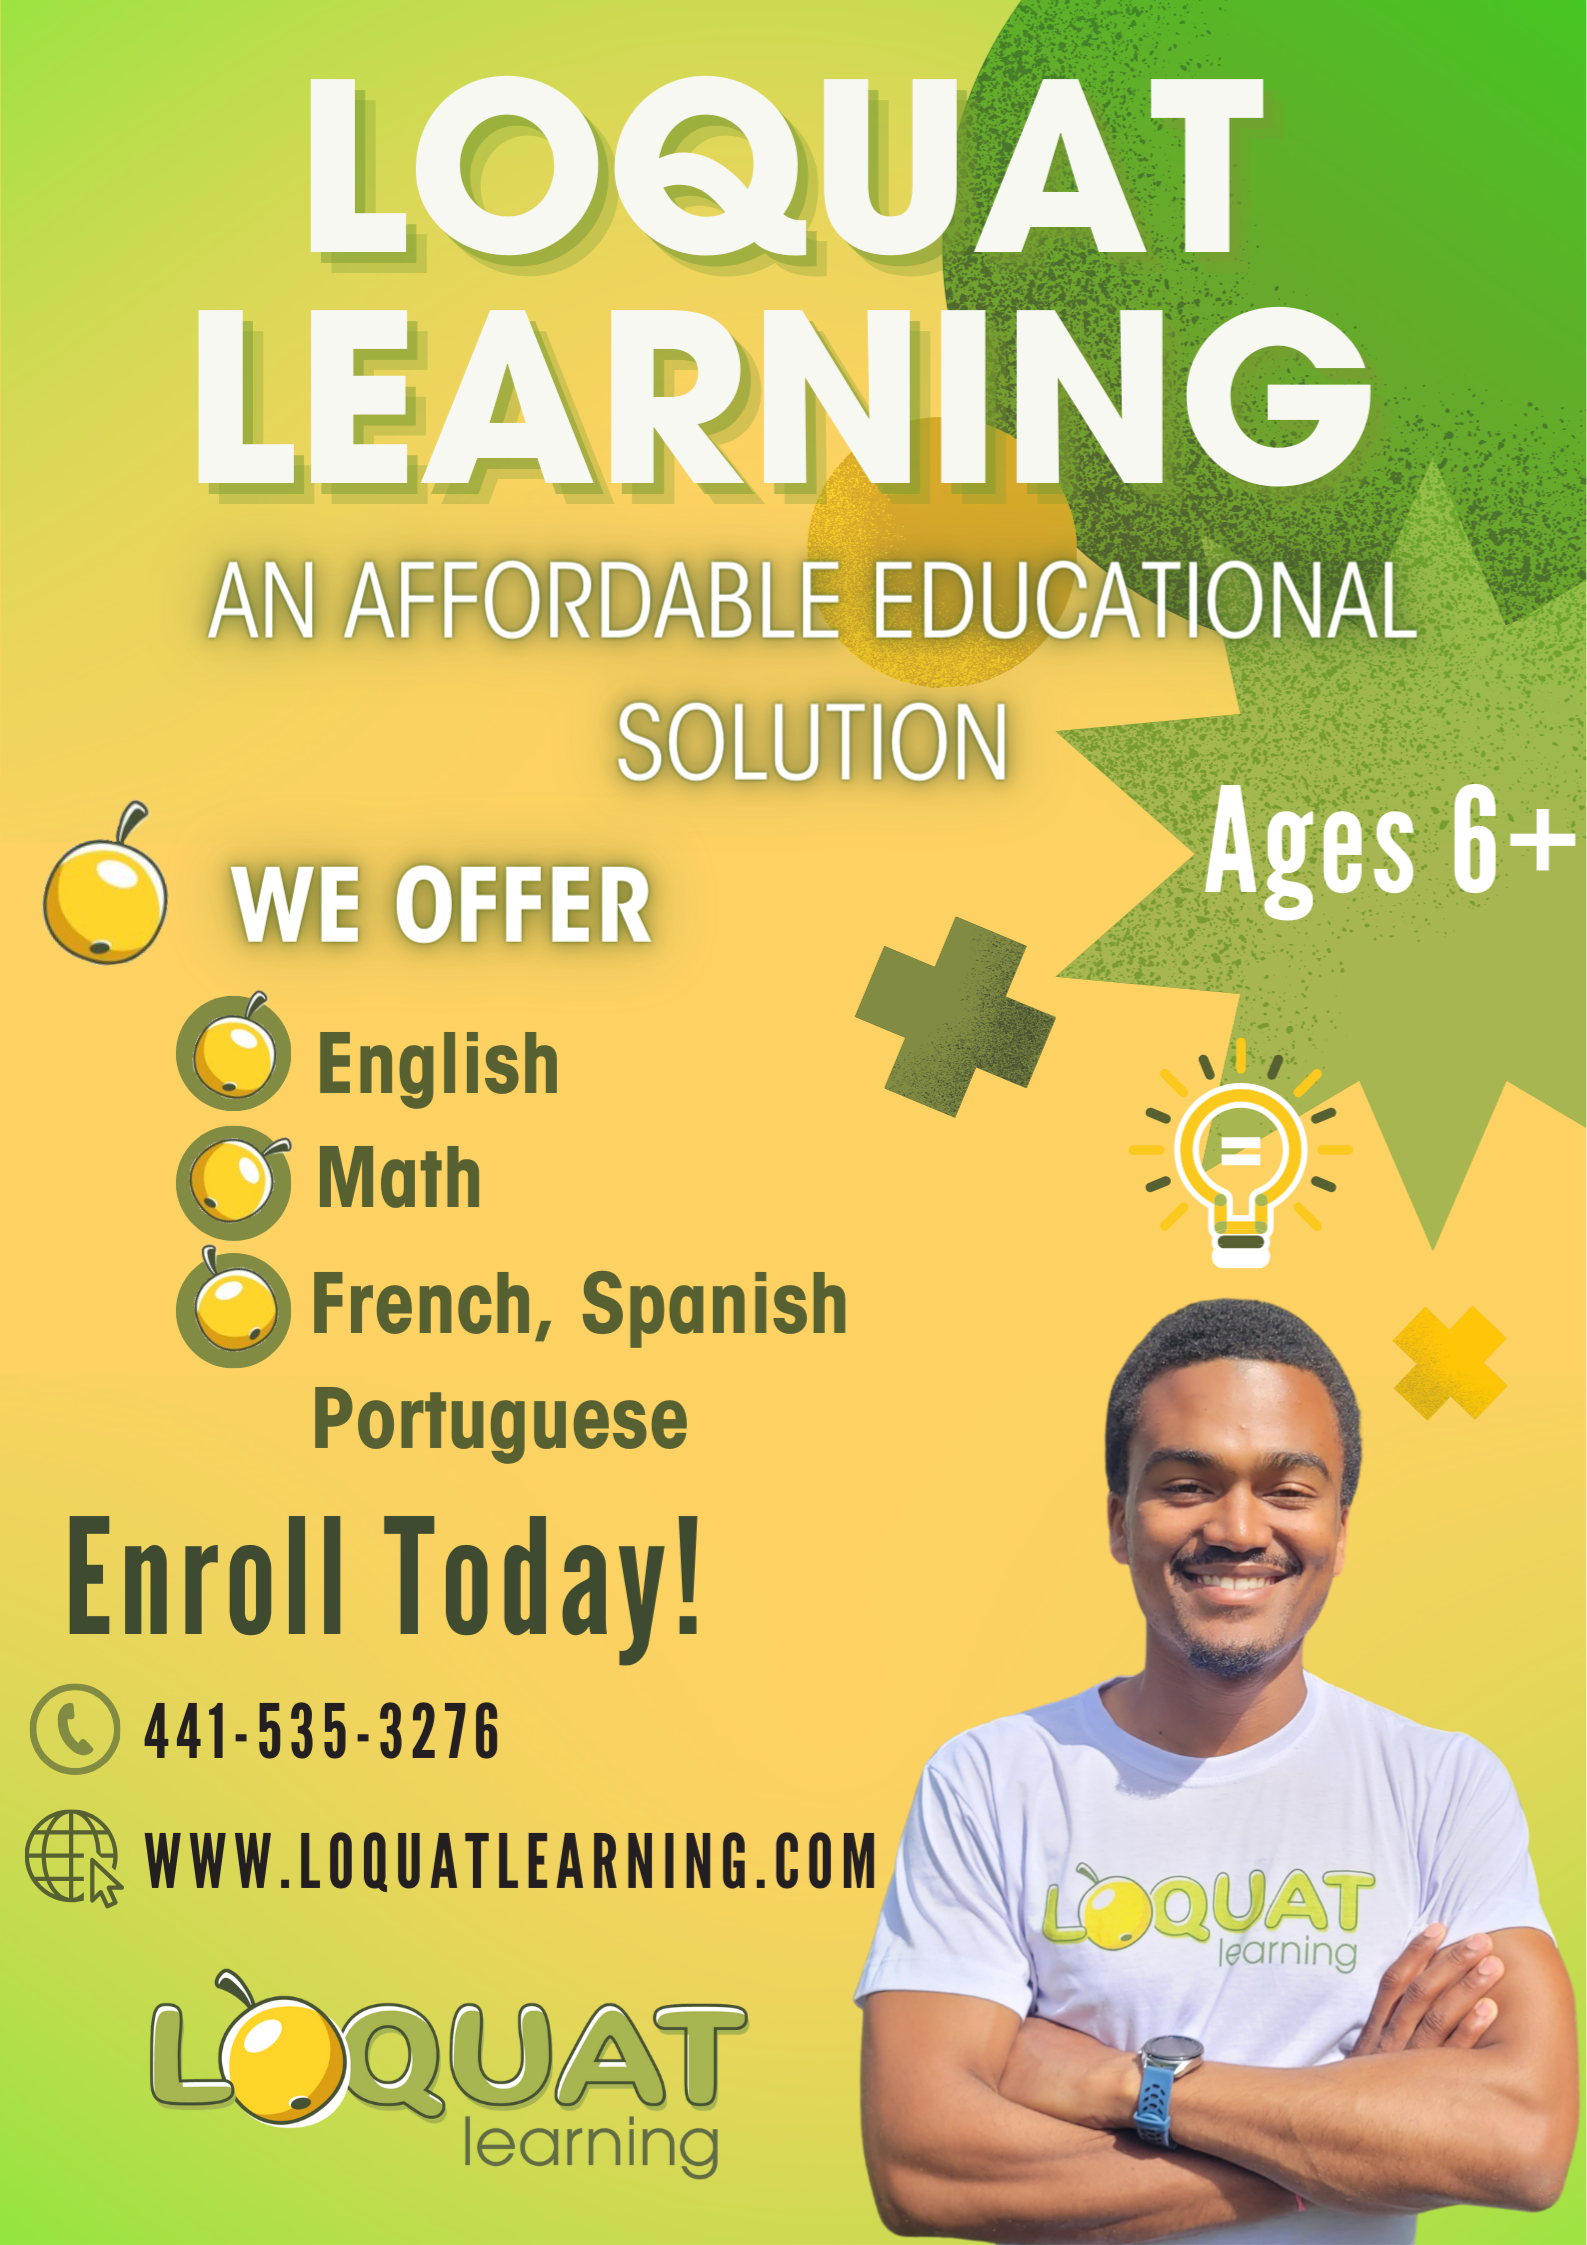 LOQUAT
LEARNING
AN AFFORDABLE EDUCATIONAL
SOLUTION
Ages 6+
WE OFFER
English
Math
French, Spanish
Portuguese
Enroll Today!
441-535-3276
WWW.LOQUATLEARNING.COM
LOQUAT
learning
LOQUAT
learning